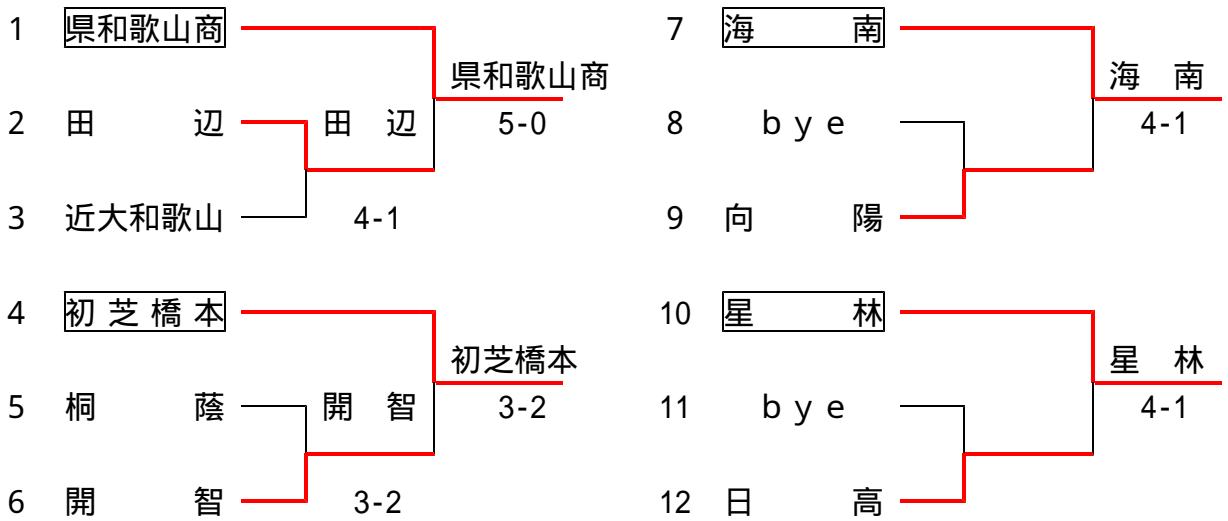 1 県和歌山商
県和歌山商
2 田辺 田辺 5-0
3 近大和歌山 4-1
4 初芝橋本
初芝橋本
5 桐蔭 開智 3-2
6 開智 3-2
7 海南
海南
8 bye 4-1
9 向陽
10 星林
星林
11 bye 4-1
12 日高